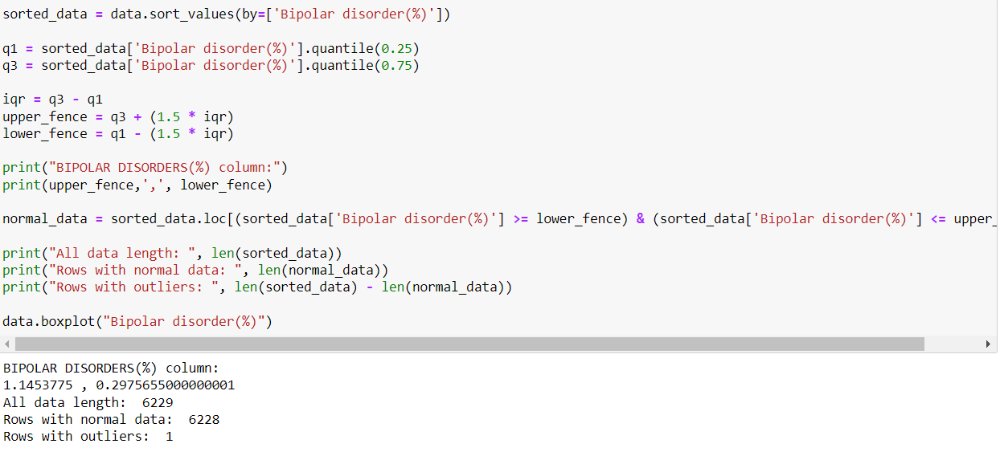 sorted_data = data.sort_values(by=['Bipolar disorder(%)'])
q1 = sorted_data['Bipolar disorder(%)'].quantile(0.25)
q3 = sorted_data['Bipolar disorder(%)'].quantile(0.75)
iqr = q3 - q1
upper_fence = q3 + (1.5 * iqr)
lower_fence = q1 - (1.5 * iqr)
print("BIPOLAR DISORDERS(%) column:")
print(upper_fence,',', lower_fence)
normal_data = sorted_data.loc[(sorted_data['Bipolar disorder(%)'] >= lower_fence) & (sorted_data['Bipolar disorder(%)'] <= upper_
print("All data length: ", len(sorted_data))
print("Rows with normal data: ", len(normal_data))
print("Rows with outliers: ", len(sorted_data) - len(normal_data))
data.boxplot("Bipolar disorder(%)")
BIPOLAR DISORDERS(%) column:
1.1453775 , 0.2975655000000001
All data length:  6229
Rows with normal data:  6228
Rows with outliers:  1